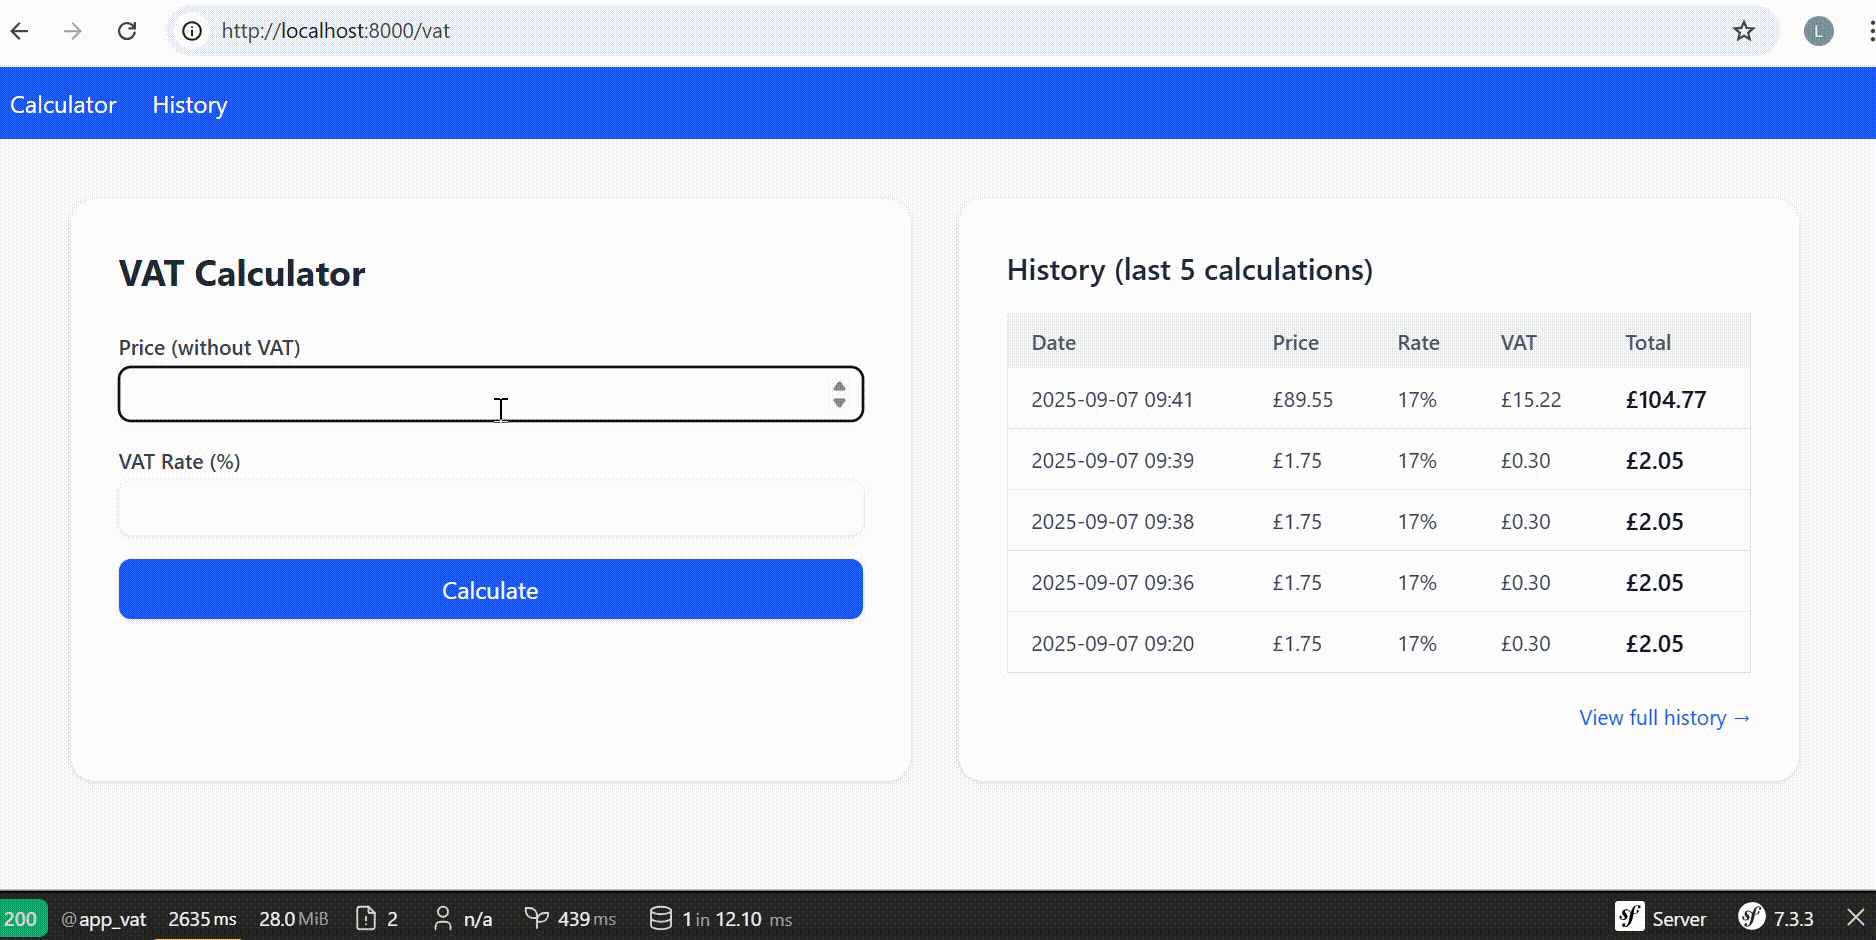 http://localhost:8000/vat
L
Calculator History
VAT Calculator
Price (without VAT)
VAT Rate (%)
Calculate
History (last 5 calculations)
Date Price Rate VAT Total
2025-09-07 09:41 £89.55 17% £15.22 £104.77
2025-09-07 09:39 £1.75 17% £0.30 £2.05
2025-09-07 09:38 £1.75 17% £0.30 £2.05
2025-09-07 09:36 £1.75 17% £0.30 £2.05
2025-09-07 09:20 £1.75 17% £0.30 £2.05
View full history →
200 @app_vat 2635 ms 28.0 MiB 2 n/a 439 ms 1 in 12.10 ms sf Server sf 7.3.3